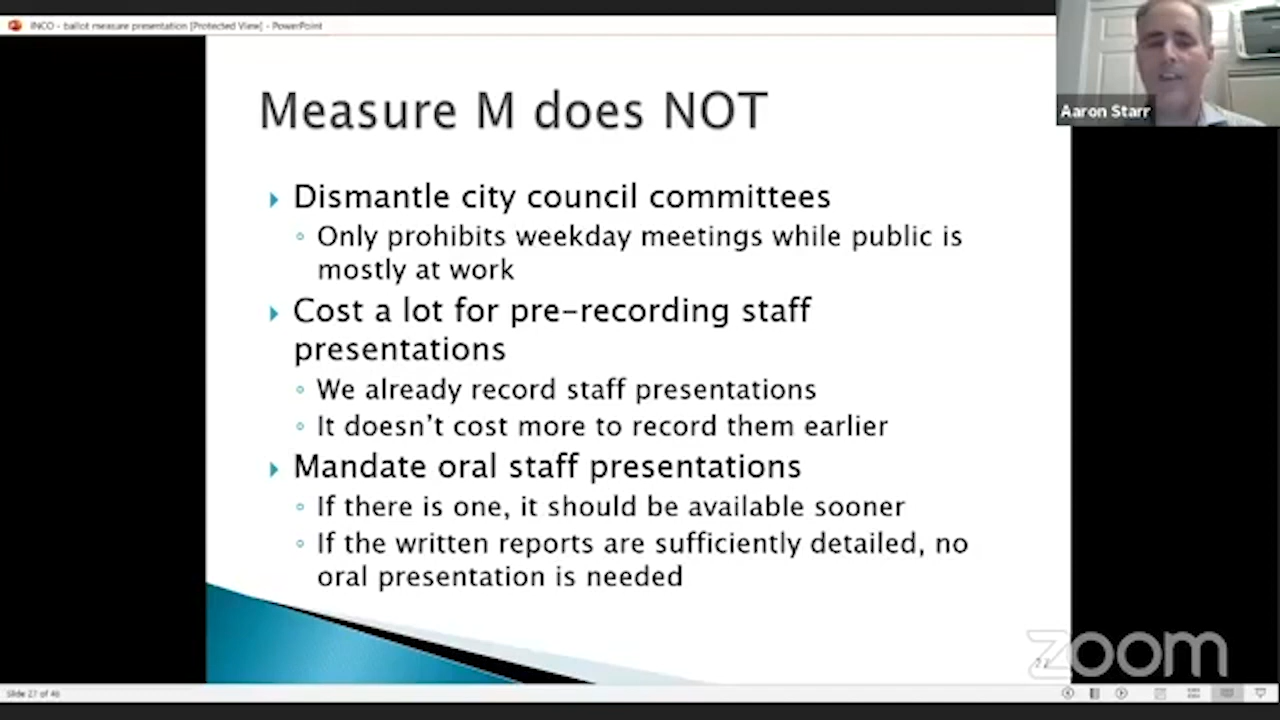 INCO - ballot measure presentation [Protected View] - PowerPoint
Aaron Starr
Measure M does NOT
Dismantle city council committees
Only prohibits weekday meetings while public is
mostly at work
Cost a lot for pre-recording staff
presentations
We already record staff presentations
It doesn't cost more to record them earlier
Mandate oral staff presentations
If there is one, it should be available sooner
If the written reports are sufficiently detailed, no
oral presentation is needed
zoom
Slide 27 of 46